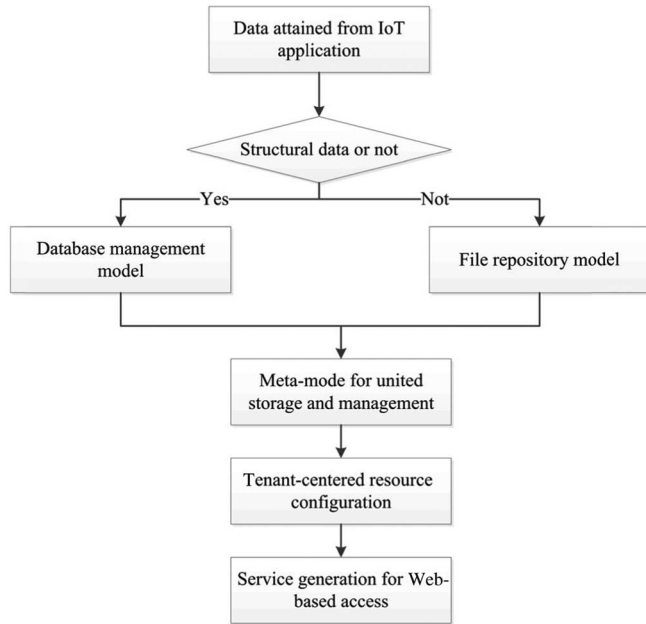 Data attained from IoT
application
Structural data or not
Yes
Not
Database management
model
File repository model
Meta-mode for united
storage and management
Tenant-centered resource
configuration
Service generation for Web-
based access